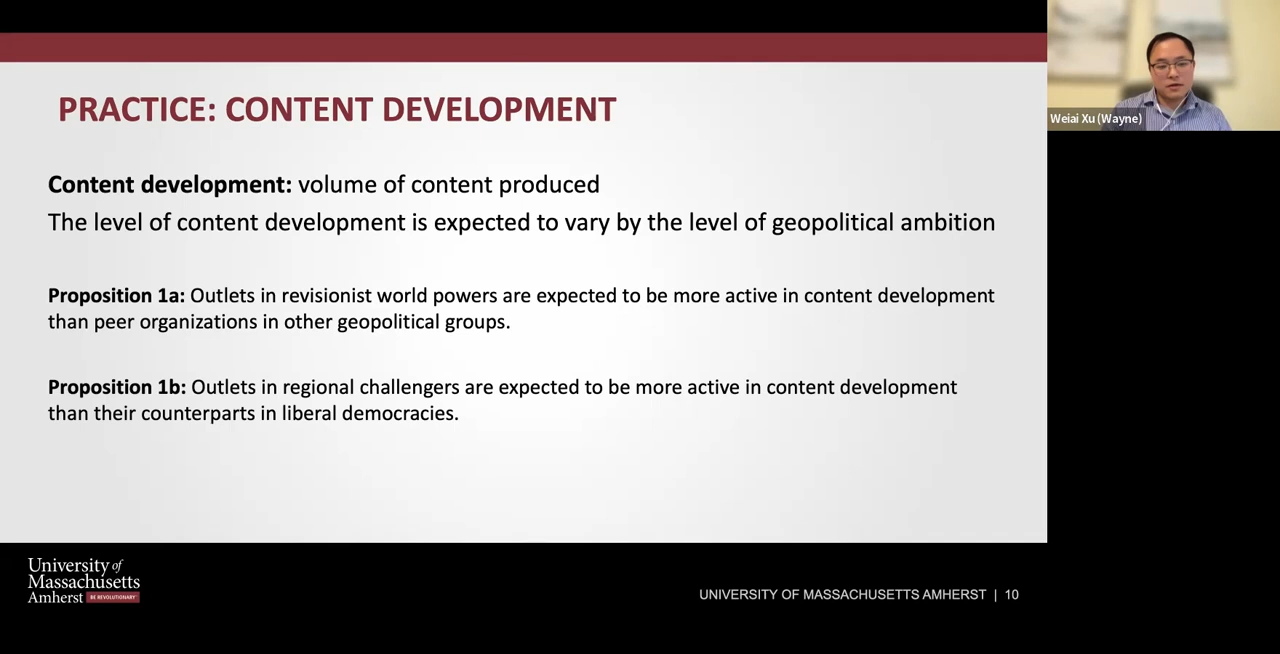 PRACTICE: CONTENT DEVELOPMENT
Content development: volume of content produced
The level of content development is expected to vary by the level of geopolitical ambition
Proposition 1a: Outlets in revisionist world powers are expected to be more active in content development
than peer organizations in other geopolitical groups.
Proposition 1b: Outlets in regional challengers are expected to be more active in content development
than their counterparts in liberal democracies.
University of
Massachusetts
Amherst BE REVOLUTIONARY
UNIVERSITY OF MASSACHUSETTS AMHERST | 10
Weiai Xu (Wayne)